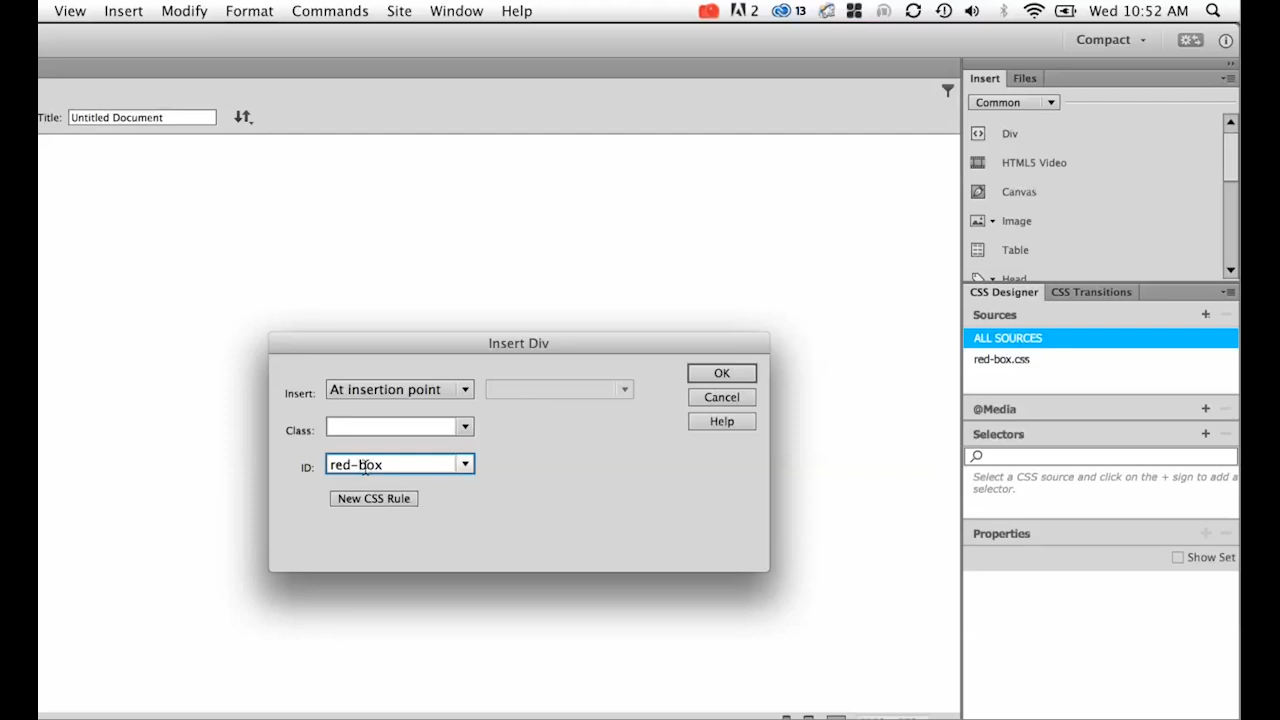 View Insert Modify Format Commands Site Window Help 2 13 Wed 10:52 AM
Compact
Insert Files
Title: Untitled Document
Common
Div
HTML5 Video
Canvas
Image
Table
Head
CSS Designer CSS Transitions
Sources
ALL SOURCES
red-box.css
@Media
Selectors
Select a CSS source and click on the + sign to add a
selector.
Properties
Show Set
Insert Div
Insert: At insertion point
Class:
ID: red-box
New CSS Rule
OK
Cancel
Help